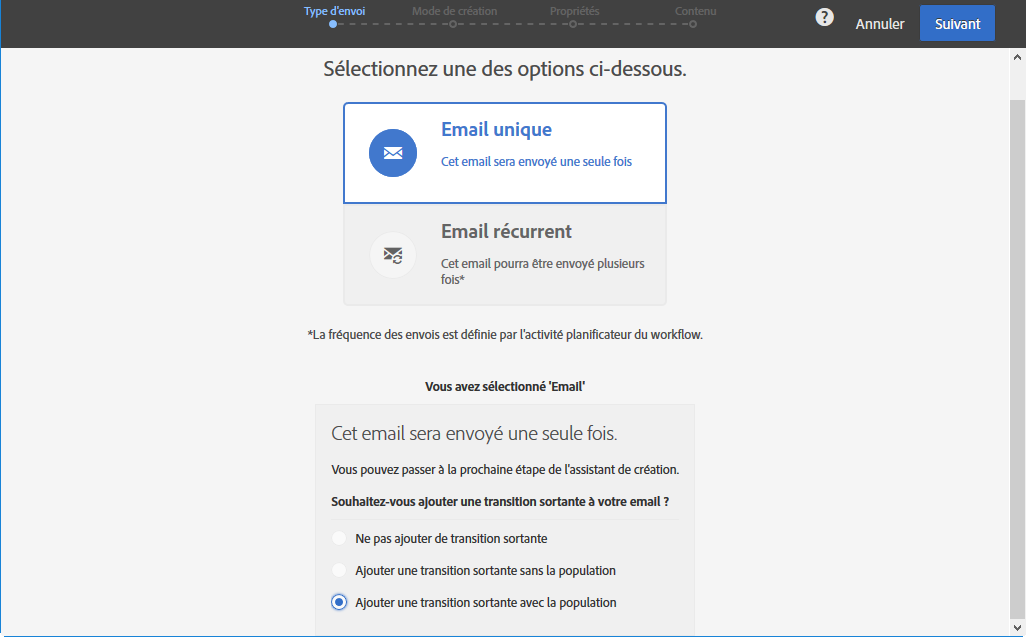 Type d'envoi
Mode de création
Propriétés
Contenu
?
Annuler
Suivant
Sélectionnez une des options ci-dessous.
Email unique
Cet email sera envoyé une seule fois
Email récurrent
Cet email pourra être envoyé plusieurs
fois*
*La fréquence des envois est définie par l'activité planificateur du workflow.
Vous avez sélectionné 'Email'
Cet email sera envoyé une seule fois.
Vous pouvez passer à la prochaine étape de l'assistant de création.
Souhaitez-vous ajouter une transition sortante à votre email ?
Ne pas ajouter de transition sortante
Ajouter une transition sortante sans la population
Ajouter une transition sortante avec la population